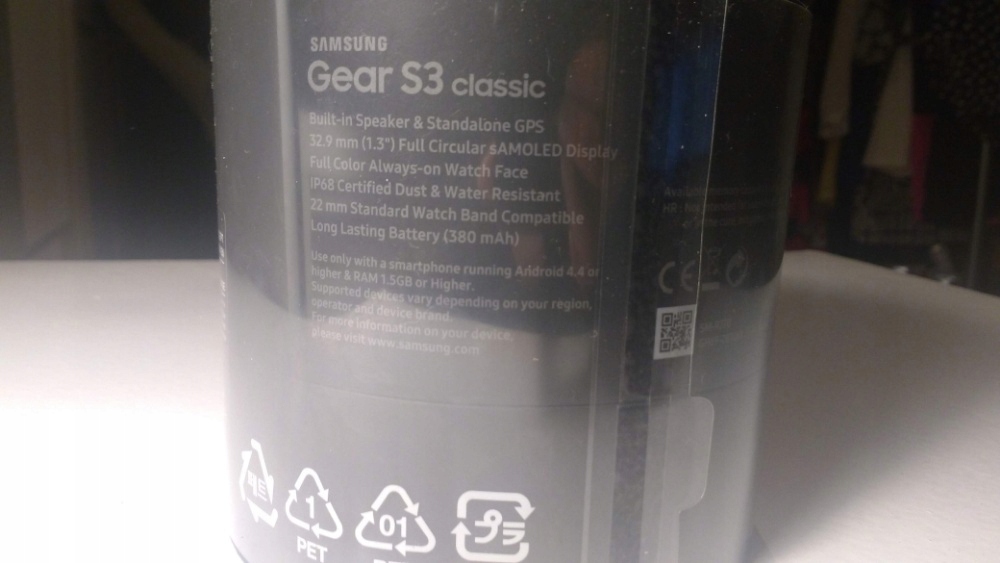 SAMSUNG
Gear S3 classic
Built-in Speaker & Standalone GPS
32.9 mm (1.3") Full Circular sAMOLED Display
Full Color Always-on Watch Face
IP68 Certified Dust & Water Resistant
22 mm Standard Watch Band Compatible
Long Lasting Battery (380 mAh)
Use only with a smartphone running Android 4.4 or
higher & RAM 1.5GB or Higher.
Supported devices vary depending on your region,
operator and device brand.
For more information on your device,
please visit www.samsung.com
CE
1
PET
01
プラ